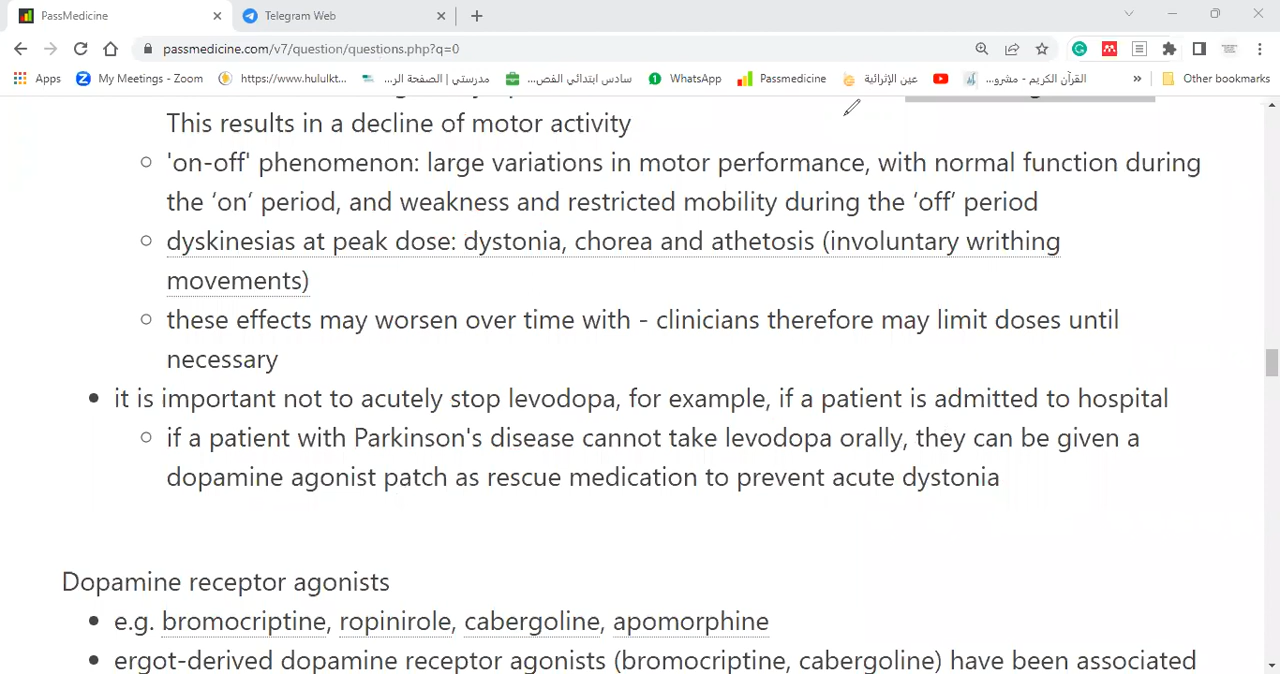 PassMedicine
Telegram Web
passmedicine.com/v7/question/questions.php?q=0
Apps
My Meetings - Zoom
https://www.hululkt...
مدرستي | الصفحة الر...
سادس ابتدائي الفص...
WhatsApp
Passmedicine
عين الإثرائية
القرآن الكريم - مشرو...
Other bookmarks
This results in a decline of motor activity
'on-off' phenomenon: large variations in motor performance, with normal function during
the ‘on’ period, and weakness and restricted mobility during the ‘off’ period
dyskinesias at peak dose: dystonia, chorea and athetosis (involuntary writhing
movements)
these effects may worsen over time with - clinicians therefore may limit doses until
necessary
it is important not to acutely stop levodopa, for example, if a patient is admitted to hospital
if a patient with Parkinson's disease cannot take levodopa orally, they can be given a
dopamine agonist patch as rescue medication to prevent acute dystonia
Dopamine receptor agonists
e.g. bromocriptine, ropinirole, cabergoline, apomorphine
ergot-derived dopamine receptor agonists (bromocriptine, cabergoline) have been associated